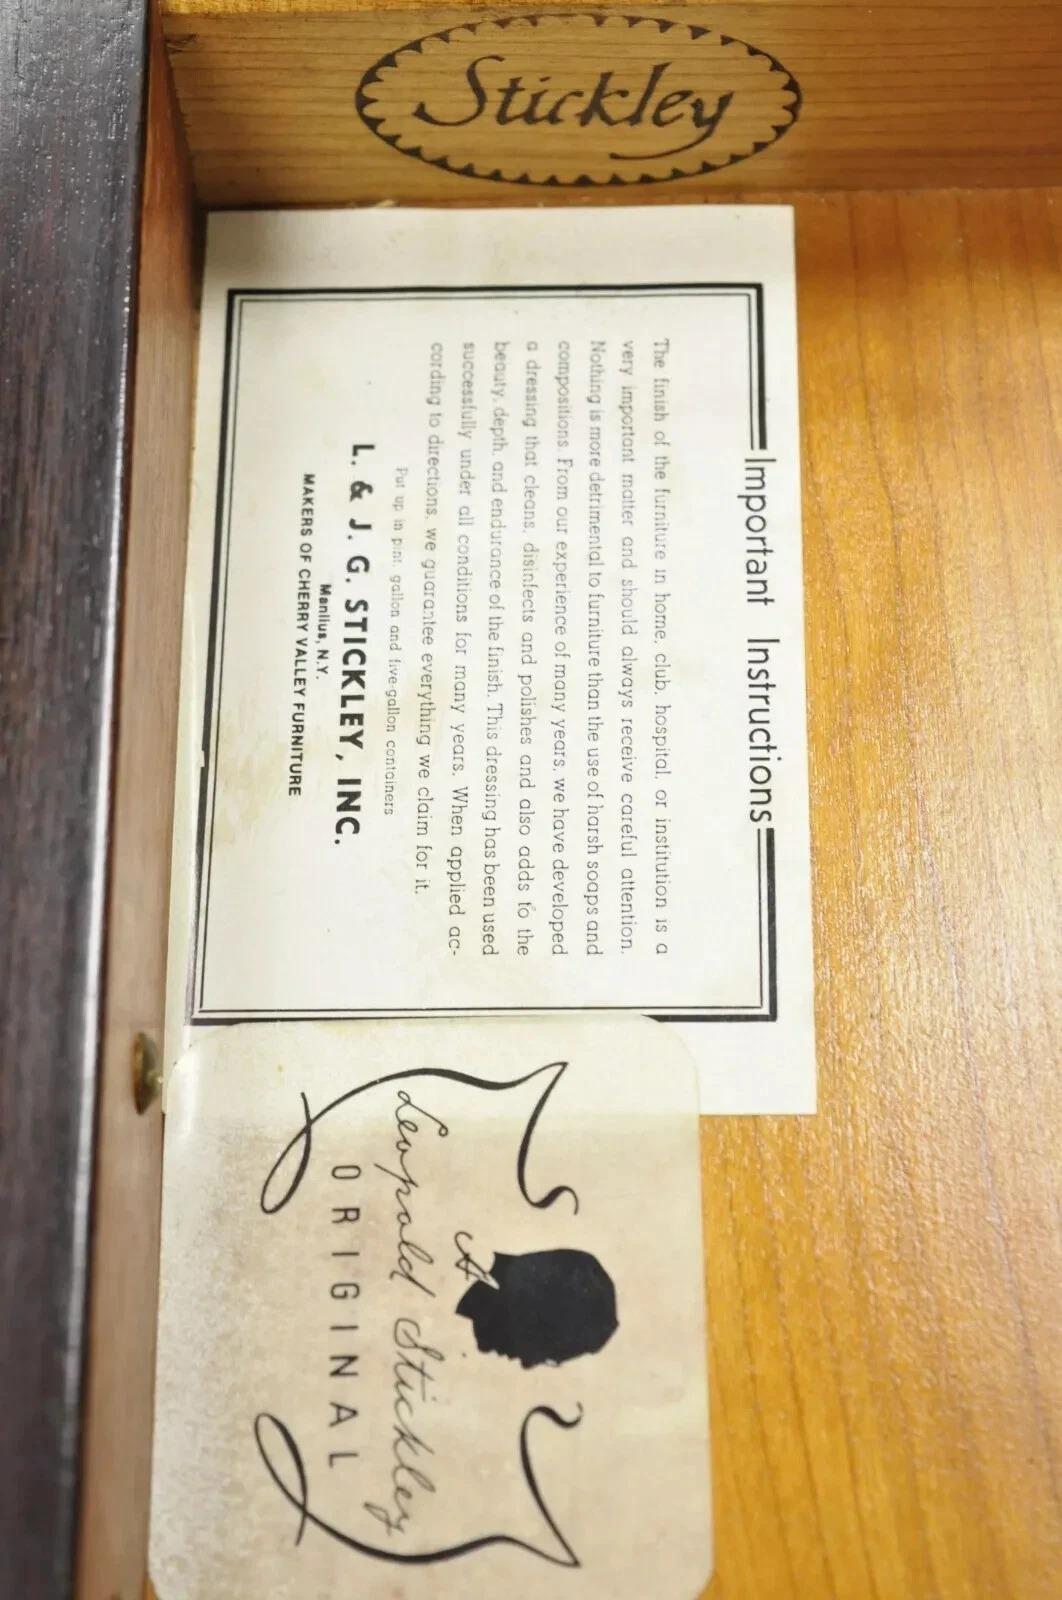 Stickley
Important Instructions
The finish of the furniture in home, club, hospital, or institution is a
very important matter and should always receive careful attention.
Nothing is more detrimental to furniture than the use of harsh soaps and
compositions. From our experience of many years, we have developed
a dressing that cleans, disinfects and polishes and also adds to the
beauty, depth, and endurance of the finish. This dressing has been used
successfully under all conditions for many years. When applied ac-
cording to directions, we guarantee everything we claim for it.
Put up in pint, gallon and five-gallon containers
L. & J. G. STICKLEY, INC.
Manlius, N.Y.
MAKERS OF CHERRY VALLEY FURNITURE
A
Leopold Stickley
ORIGINAL